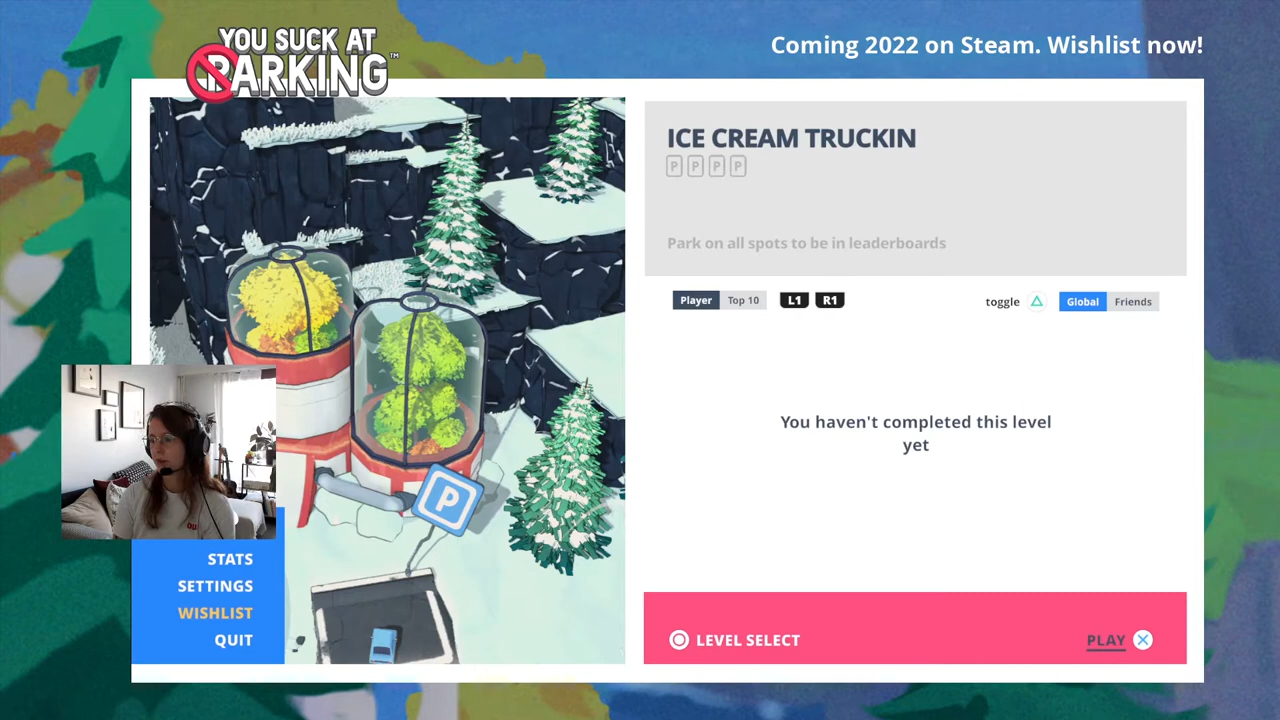 YOU SUCK AT
PARKING™
Coming 2022 on Steam. Wishlist now!
ICE CREAM TRUCKIN
P P P P
Park on all spots to be in leaderboards
Player Top 10 L1 R1 toggle Global Friends
You haven't completed this level
yet
P
STATS
SETTINGS
WISHLIST
QUIT
LEVEL SELECT
PLAY